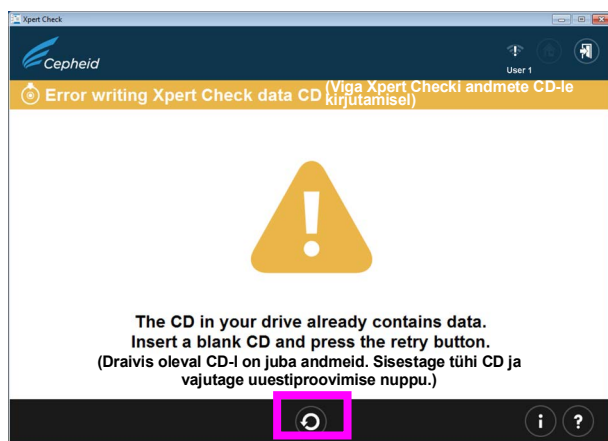 Xpert Check
Cepheid
User 1
Error writing Xpert Check data CD (Viga Xpert Checki andmete CD-le
kirjutamisel)
The CD in your drive already contains data.
Insert a blank CD and press the retry button.
(Draivis oleval CD-l on juba andmeid. Sisestage tühi CD ja
vajutage uuestiproovimise nuppu.)